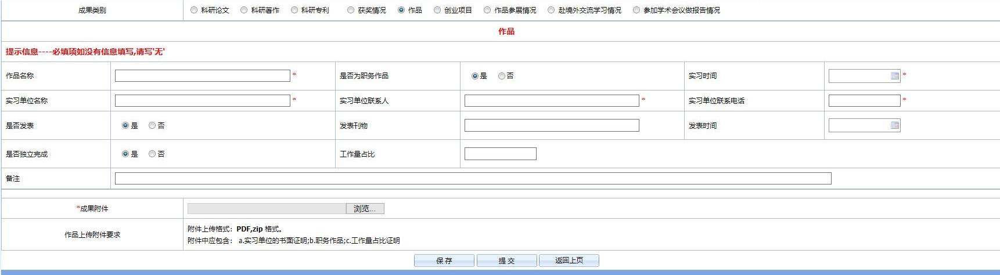 成果类别 科研论文 科研著作 科研专利 获奖情况 作品 创业项目 作品参展情况 赴境外交流学习情况 参加学术会议做报告情况
作品
提示信息----必填项如没有信息填写,请写'无'
作品名称 * 是否为职务作品 是 否 实习时间 *
实习单位名称 * 实习单位联系人 * 实习单位联系电话 *
是否发表 是 否 发表刊物 发表时间
是否独立完成 是 否 工作量占比
备注
*成果附件 浏览...
作品上传附件要求
附件上传格式：PDF,zip 格式。
附件中应包含： a.实习单位的书面证明;b.职务作品;c.工作量占比证明
保 存 提 交 返回上页